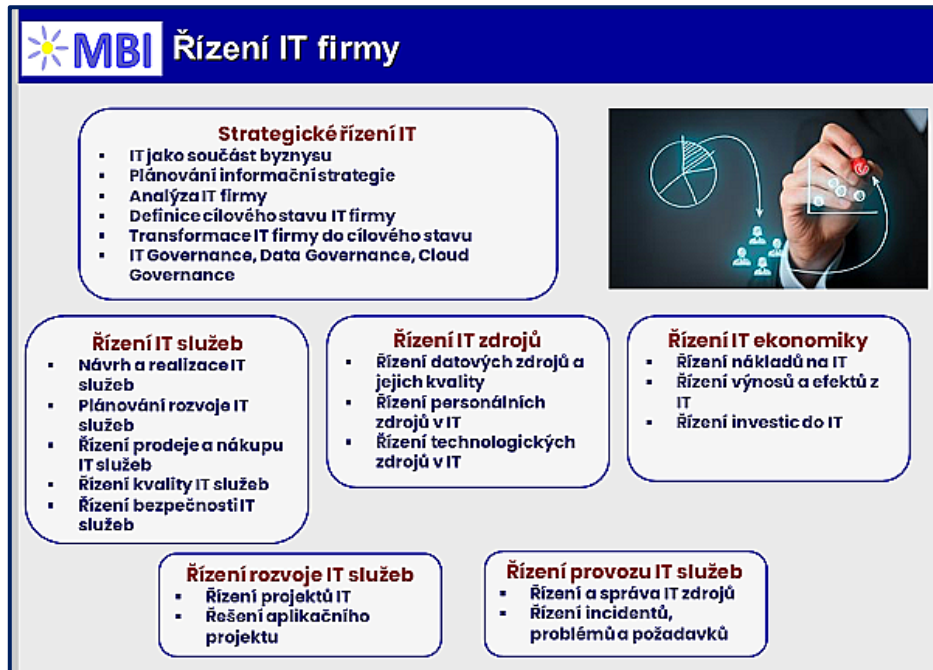 MBI Řízení IT firmy
Strategické řízení IT
▪ IT jako součást byznysu
▪ Plánování informační strategie
▪ Analýza IT firmy
▪ Definice cílového stavu IT firmy
▪ Transformace IT firmy do cílového stavu
▪ IT Governance, Data Governance, Cloud
Governance
Řízení IT služeb
▪ Návrh a realizace IT
služeb
▪ Plánování rozvoje IT
služeb
▪ Řízení prodeje a nákupu
IT služeb
▪ Řízení kvality IT služeb
▪ Řízení bezpečnosti IT
služeb
Řízení IT zdrojů
▪ Řízení datových zdrojů a
jejich kvality
▪ Řízení personálních
zdrojů v IT
▪ Řízení technologických
zdrojů v IT
Řízení IT ekonomiky
▪ Řízení nákladů na IT
▪ Řízení výnosů a efektů z
IT
▪ Řízení investic do IT
Řízení rozvoje IT služeb
▪ Řízení projektů IT
▪ Řešení aplikačního
projektu
Řízení provozu IT služeb
▪ Řízení a správa IT zdrojů
▪ Řízení incidentů,
problémů a požadavků